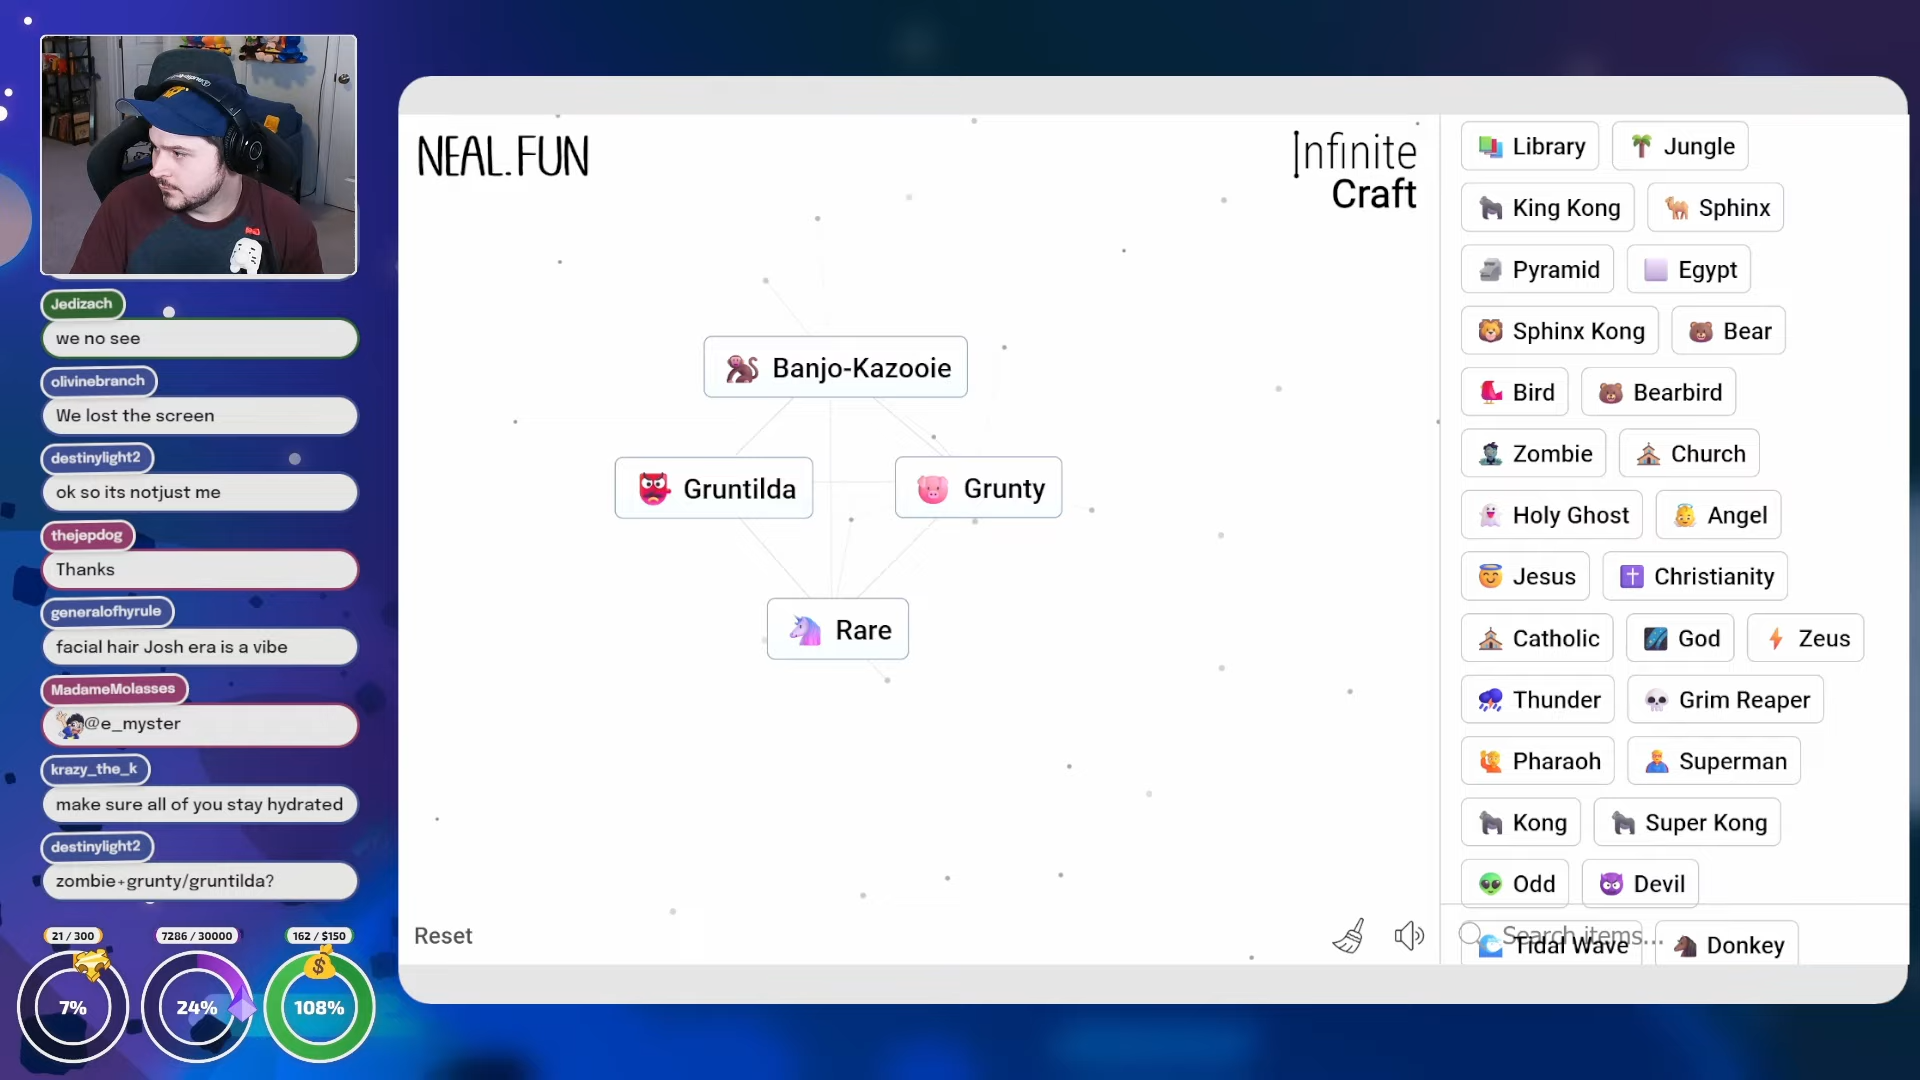 Jedizach
we no see
olivinebranch
We lost the screen
destinylight2
ok so its notjust me
thejepdog
Thanks
generalofhyrule
facial hair Josh era is a vibe
MadameMolasses
@e_myster
krazy_the_k
make sure all of you stay hydrated
destinylight2
zombie+grunty/gruntilda?
21 / 300
7286 / 30000
162 / $150
7%
24%
108%
NEAL.FUN
Infinite
Craft
Banjo-Kazooie
Gruntilda
Grunty
Rare
Reset
Library
Jungle
King Kong
Sphinx
Pyramid
Egypt
Sphinx Kong
Bear
Bird
Bearbird
Zombie
Church
Holy Ghost
Angel
Jesus
Christianity
Catholic
God
Zeus
Thunder
Grim Reaper
Pharaoh
Superman
Kong
Super Kong
Odd
Devil
Tidal Wave
Donkey
Search items...